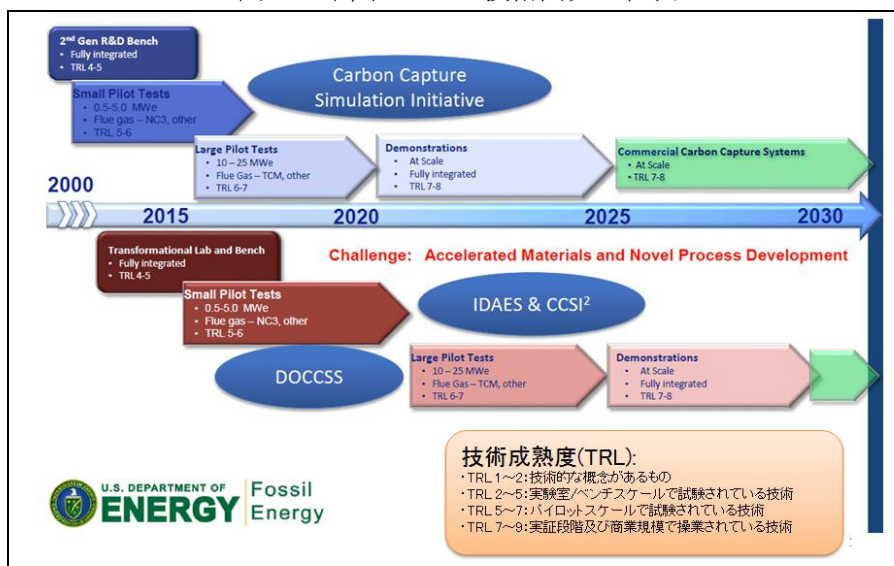 2nd Gen R&D Bench
• Fully integrated
• TRL 4-5
Small Pilot Tests
• 0.5-5.0 MWe
• Flue gas – NC3, other
• TRL 5-6
Carbon Capture
Simulation Initiative
Large Pilot Tests
• 10 – 25 MWe
• Flue Gas – TCM, other
• TRL 6-7
Demonstrations
• At Scale
• Fully integrated
• TRL 7-8
Commercial Carbon Capture Systems
• At Scale
• TRL 7-8
2000
2015
2020
2025
2030
Transformational Lab and Bench
• Fully integrated
• TRL 4-5
Challenge: Accelerated Materials and Novel Process Development
Small Pilot Tests
• 0.5-5.0 MWe
• Flue gas – NC3, other
• TRL 5-6
IDAES & CCSI2
DOCCSS
Large Pilot Tests
• 10 – 25 MWe
• Flue Gas – TCM, other
• TRL 6-7
Demonstrations
• At Scale
• Fully integrated
• TRL 7-8
技術成熟度(TRL):
・TRL 1～2:技術的な概念があるもの
・TRL 2～5:実験室/ベンチスケールで試験されている技術
・TRL 5～7:パイロットスケールで試験されている技術
・TRL 7～9:実証段階及び商業規模で操業されている技術
U.S. DEPARTMENT OF
ENERGY
Fossil
Energy